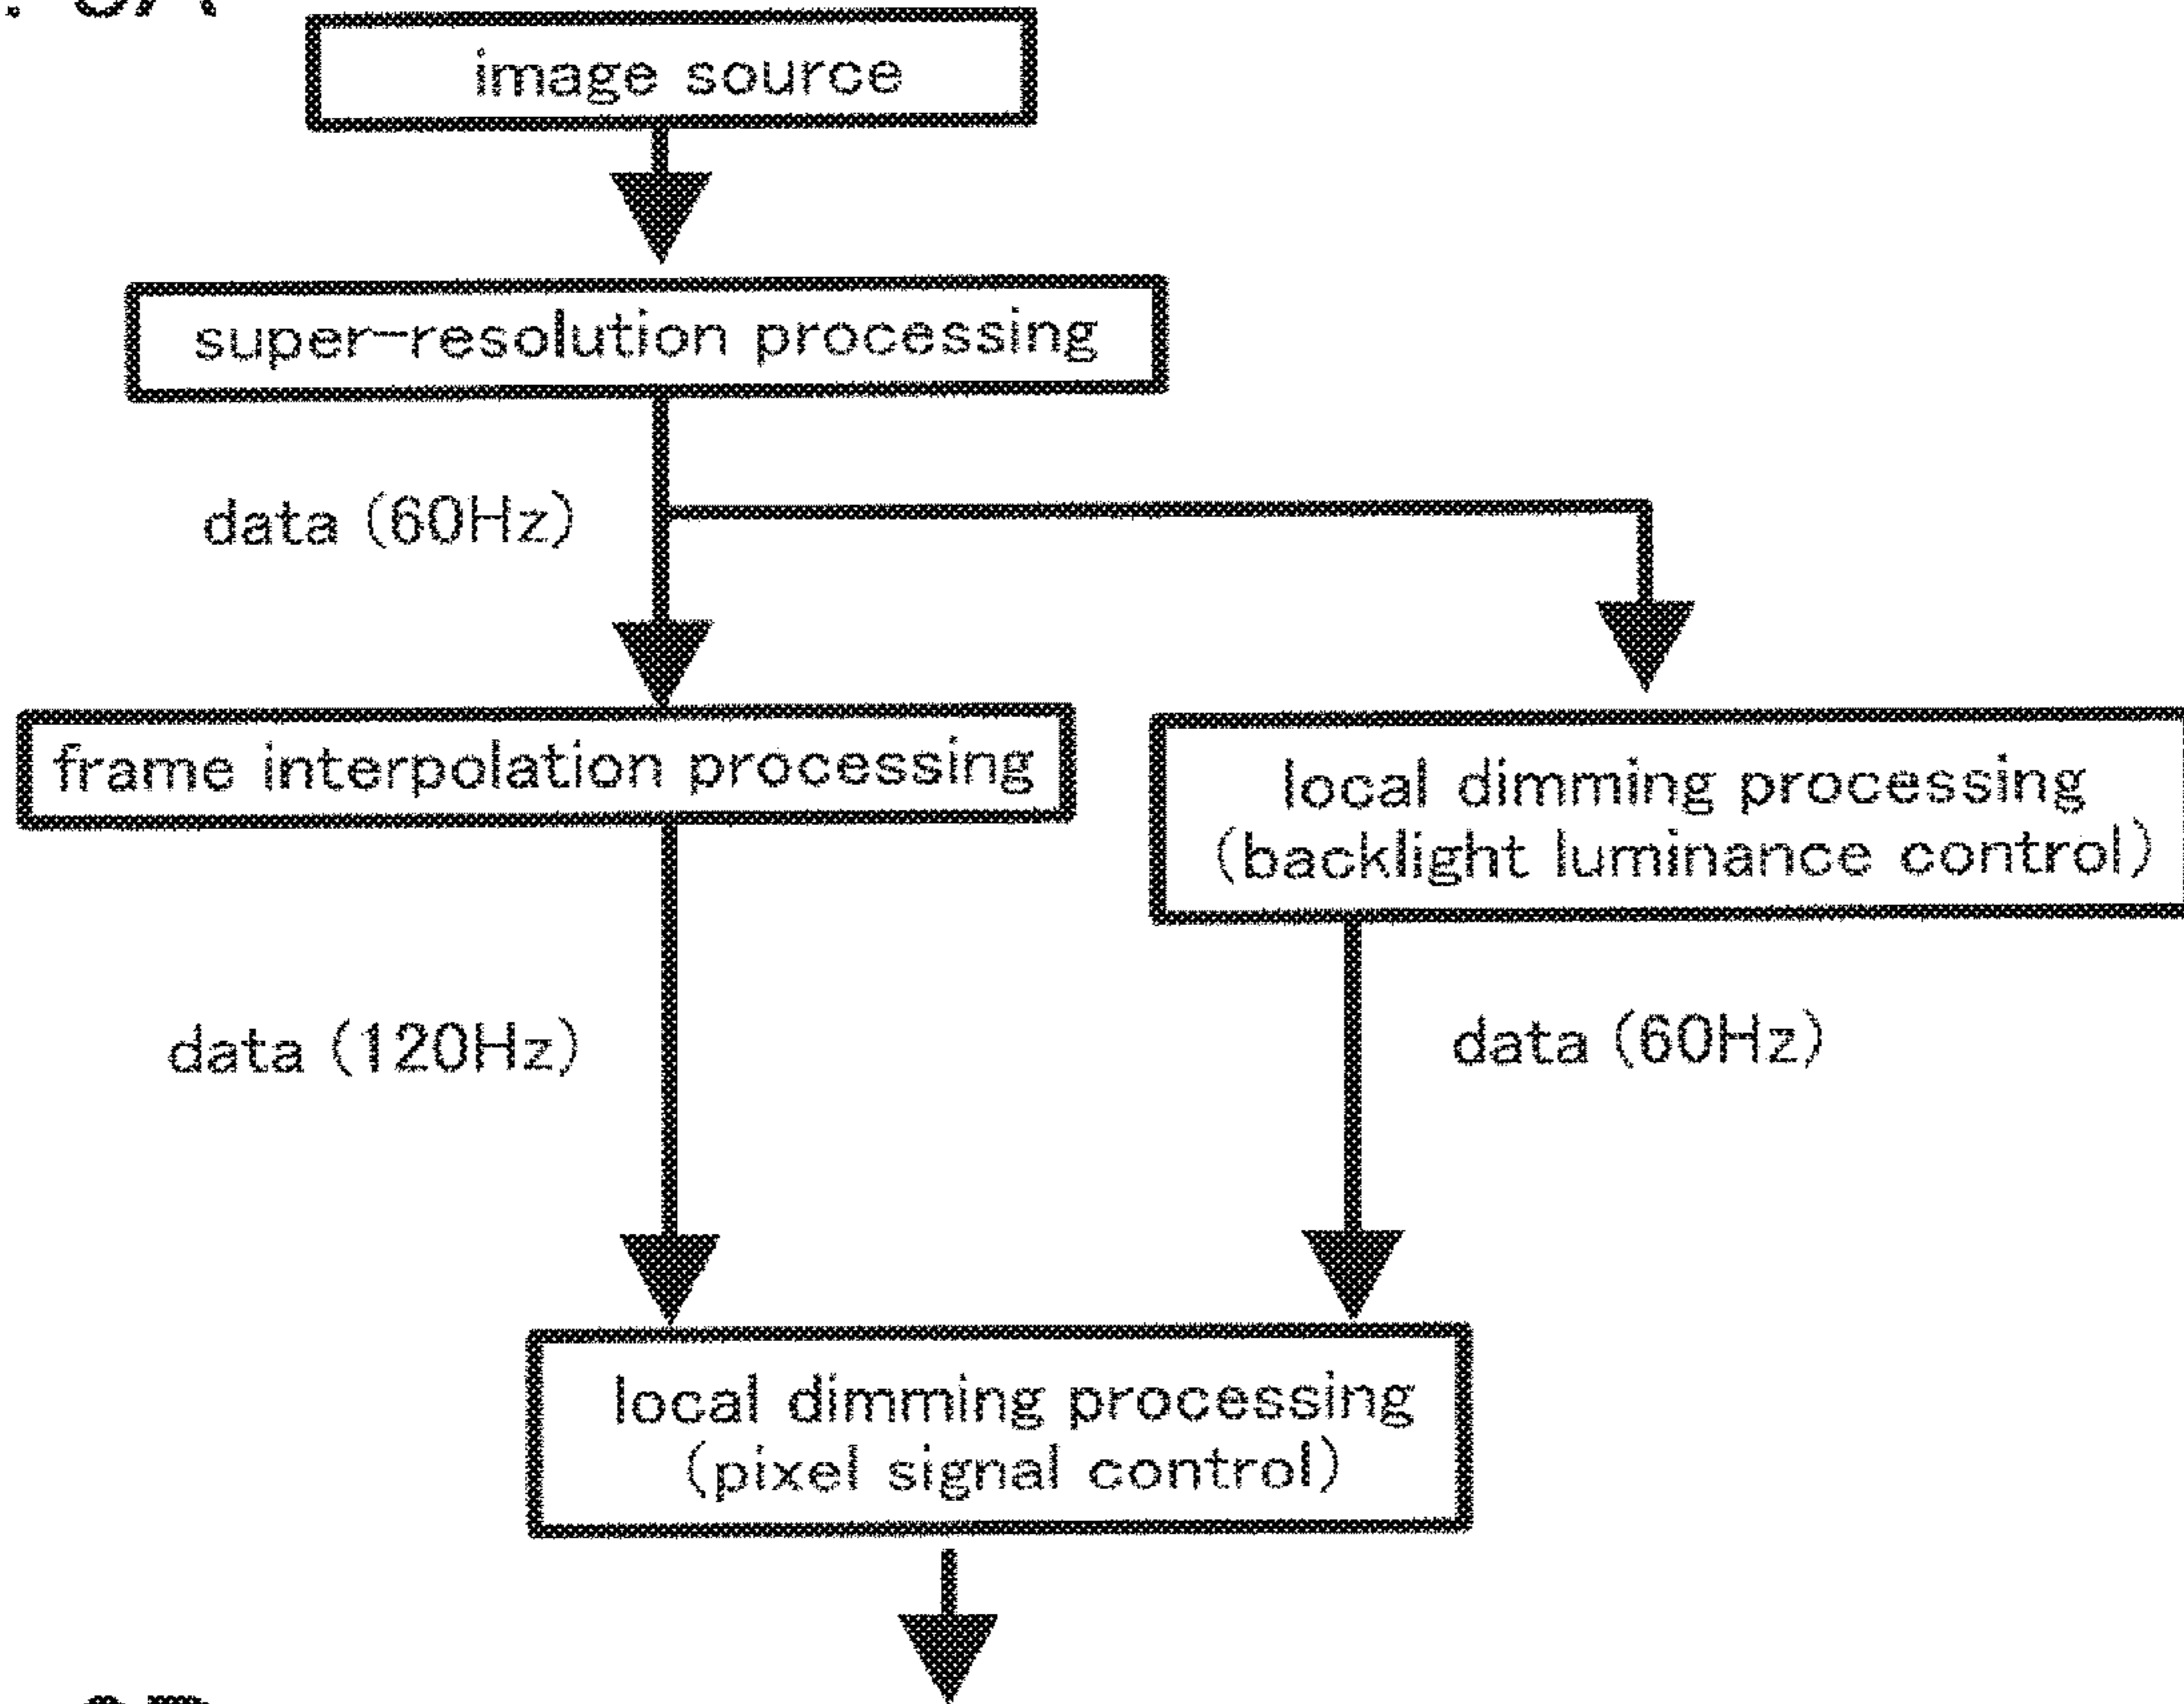 image source
super-resolution processing
data (60Hz)
frame interpolation processing
local dimming processing
(backlight luminance control)
data (120Hz)
data (60Hz)
local dimming processing
(pixel signal control)